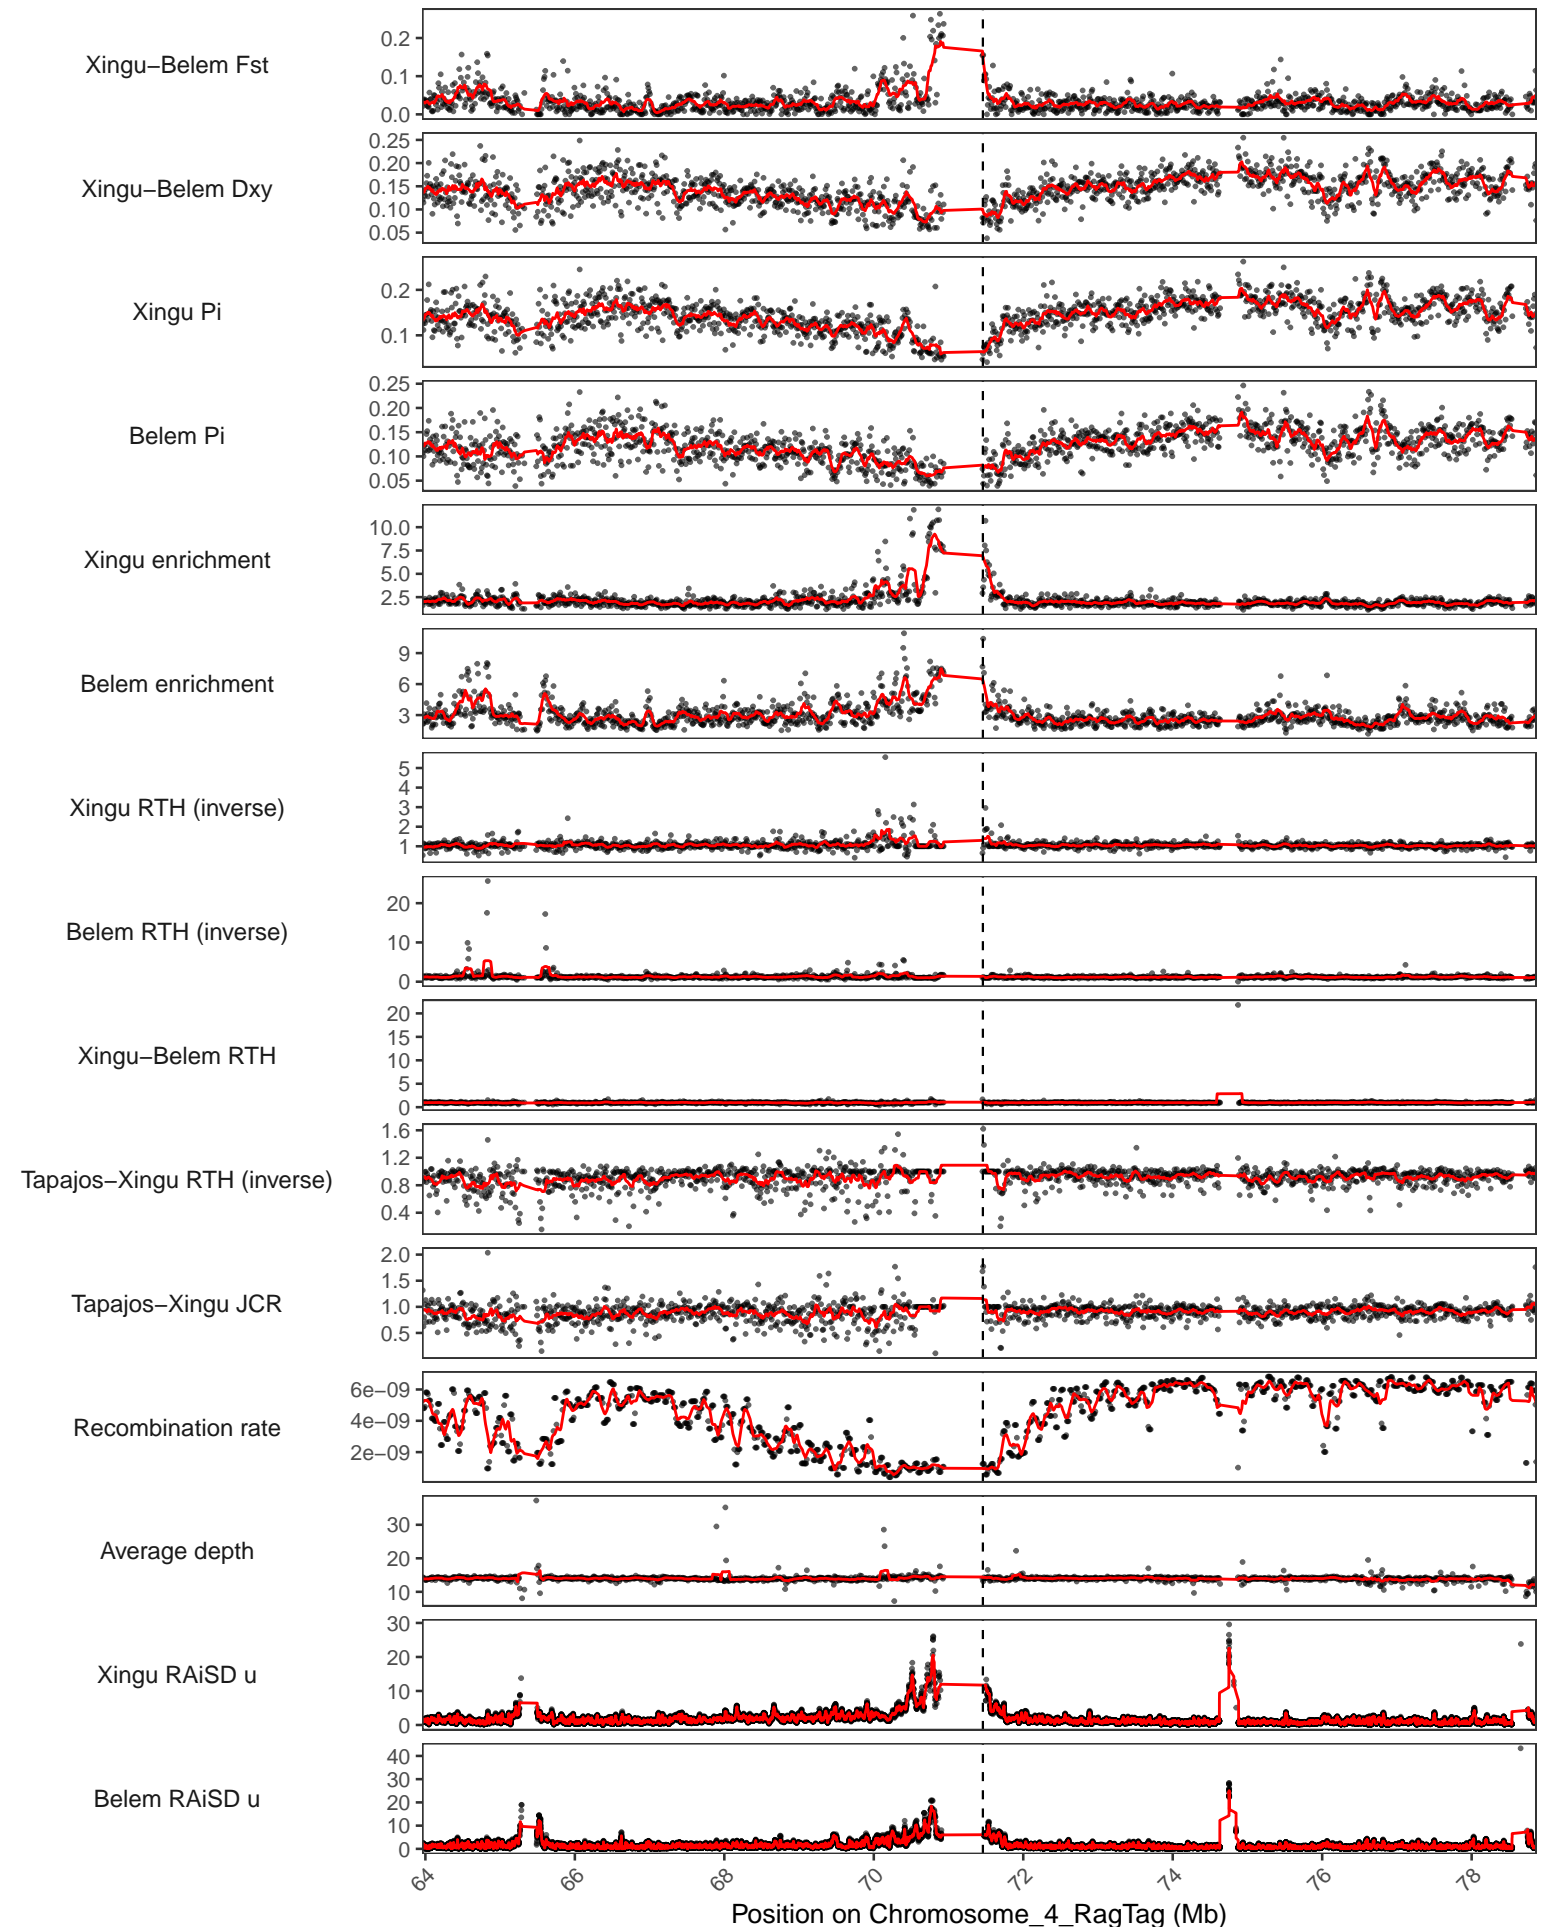 Xingu−Belem Fst
0.2
0.1
0.0
Xingu−Belem Dxy
0.25
0.20
0.15
0.10
0.05
Xingu Pi
0.2
0.1
Belem Pi
0.25
0.20
0.15
0.10
0.05
Xingu enrichment
10.0
7.5
5.0
2.5
Belem enrichment
9
6
3
Xingu RTH (inverse)
5
4
3
2
1
Belem RTH (inverse)
20
10
0
Xingu−Belem RTH
20
15
10
5
0
Tapajos−Xingu RTH (inverse)
1.6
1.2
0.8
0.4
Tapajos−Xingu JCR
2.0
1.5
1.0
0.5
Recombination rate
6e−09
4e−09
2e−09
Average depth
30
20
10
Xingu RAiSD u
30
20
10
0
Belem RAiSD u
40
30
20
10
0
64 66 68 70 72 74 76 78
Position on Chromosome_4_RagTag (Mb)